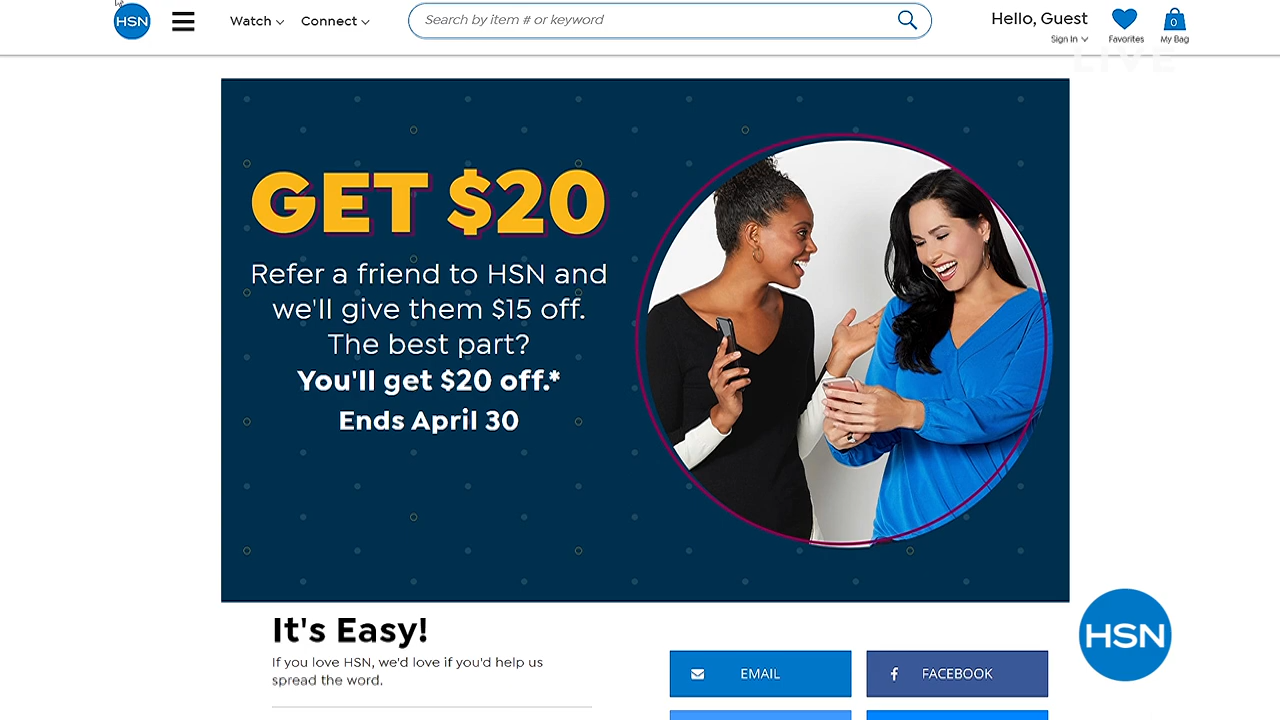 HSN
Watch
Connect
Search by item # or keyword
Hello, Guest
Sign In
Favorites
0
My Bag
LIVE
GET $20
Refer a friend to HSN and
we'll give them $15 off.
The best part?
You'll get $20 off.*
Ends April 30
It's Easy!
If you love HSN, we'd love if you'd help us
spread the word.
EMAIL
FACEBOOK
HSN